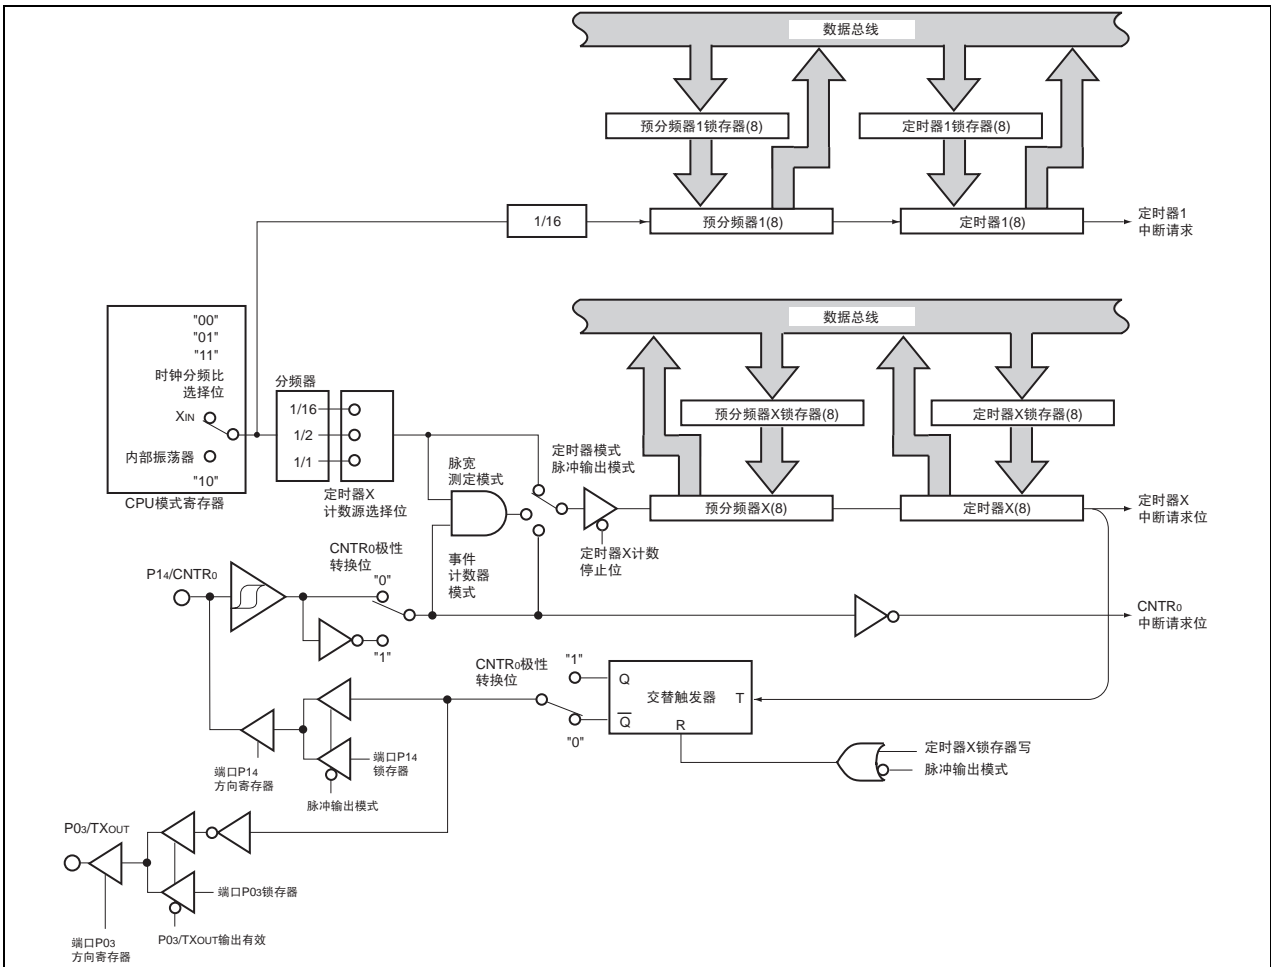 数据总线
预分频器1锁存器(8)
定时器1锁存器(8)
1/16
预分频器1(8)
定时器1(8)
定时器1
中断请求
数据总线
"00"
"01"
"11"
时钟分频比
选择位
XIN
内部振荡器
"10"
CPU模式寄存器
分频器
1/16
1/2
1/1
定时器X
计数源选择位
脉宽
测定模式
定时器模式
脉冲输出模式
预分频器X锁存器(8)
定时器X锁存器(8)
预分频器X(8)
定时器X(8)
定时器X
中断请求位
定时器X计数
停止位
事件
计数器
模式
CNTR0极性
转换位
"0"
"1"
P14/CNTR0
CNTR0
中断请求位
CNTR0极性
转换位
"1"
"0"
Q
Q̅
交替触发器
T
R
定时器X锁存器写
脉冲输出模式
端口P14
锁存器
端口P14
方向寄存器
脉冲输出模式
P03/TXOUT
端口P03锁存器
P03/TXOUT输出有效
端口P03
方向寄存器